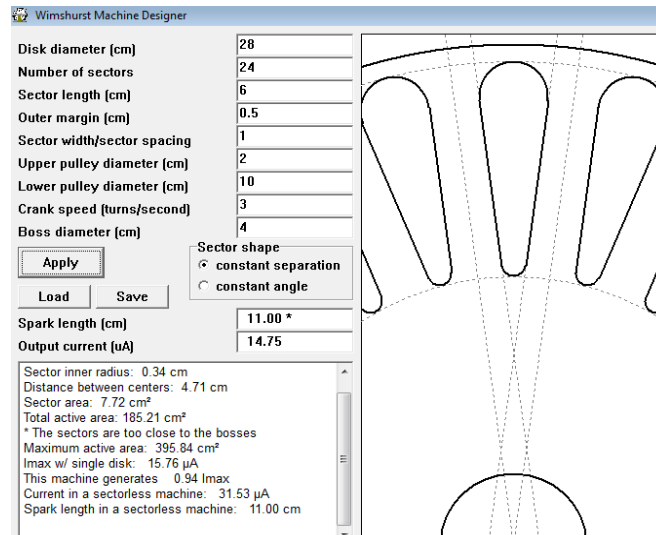 Wimshurst Machine Designer
Disk diameter (cm) 28
Number of sectors 24
Sector length (cm) 6
Outer margin (cm) 0.5
Sector width/sector spacing 1
Upper pulley diameter (cm) 2
Lower pulley diameter (cm) 10
Crank speed (turns/second) 3
Boss diameter (cm) 4
Apply
Sector shape
constant separation
constant angle
Load Save
Spark length (cm) 11.00 *
Output current (uA) 14.75
Sector inner radius: 0.34 cm
Distance between centers: 4.71 cm
Sector area: 7.72 cm²
Total active area: 185.21 cm²
* The sectors are too close to the bosses
Maximum active area: 395.84 cm²
Imax w/ single disk: 15.76 µA
This machine generates 0.94 Imax
Current in a sectorless machine: 31.53 µA
Spark length in a sectorless machine: 11.00 cm